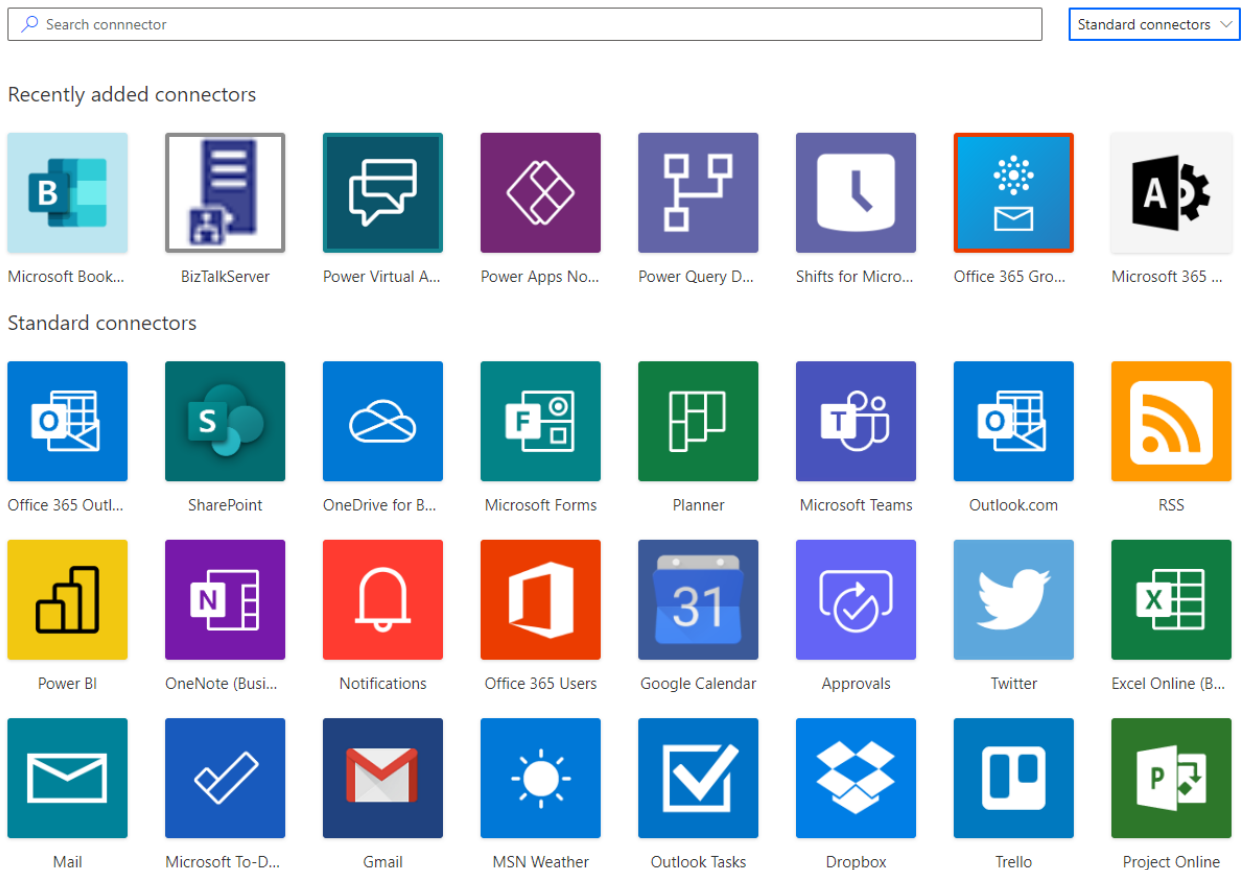 Search connnector
Standard connectors
Recently added connectors
B
A
Microsoft Book...
BizTalkServer
Power Virtual A...
Power Apps No...
Power Query D...
Shifts for Micro...
Office 365 Gro...
Microsoft 365 ...
Standard connectors
O
S
F
T
O
Office 365 Outl...
SharePoint
OneDrive for B...
Microsoft Forms
Planner
Microsoft Teams
Outlook.com
RSS
N
31
X
Power BI
OneNote (Busi...
Notifications
Office 365 Users
Google Calendar
Approvals
Twitter
Excel Online (B...
P
Mail
Microsoft To-D...
Gmail
MSN Weather
Outlook Tasks
Dropbox
Trello
Project Online